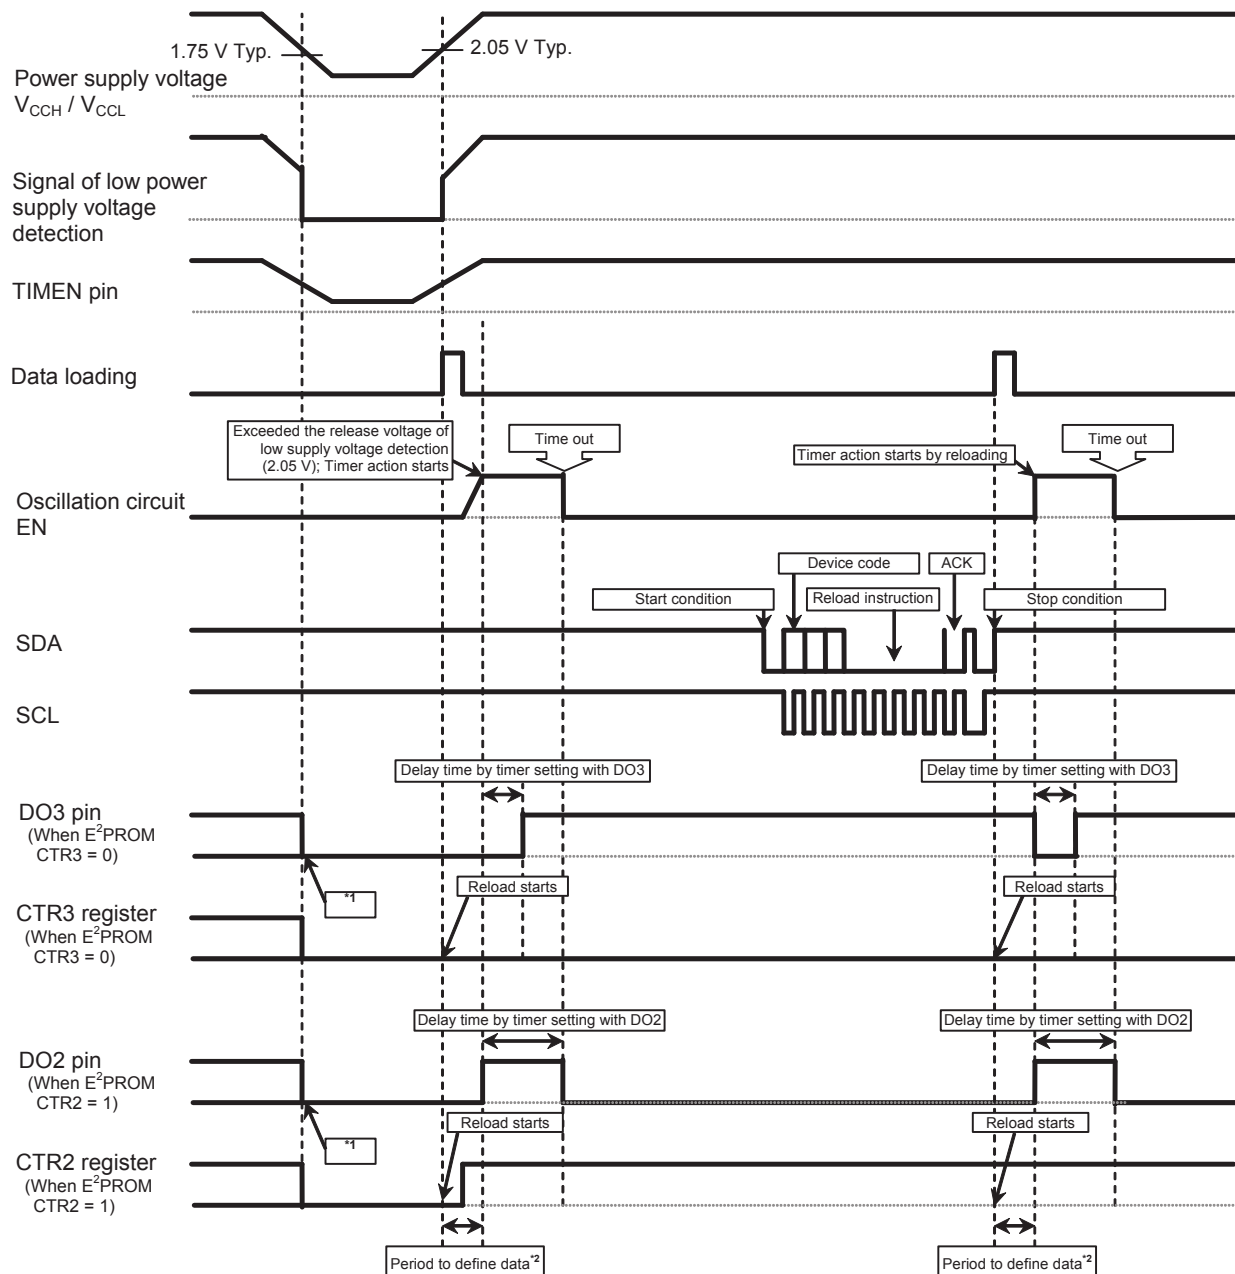 1.75 V Typ.
2.05 V Typ.
Power supply voltage
VCCH / VCCL
Signal of low power
supply voltage
detection
TIMEN pin
Data loading
Exceeded the release voltage of
low supply voltage detection
(2.05 V); Timer action starts
Time out
Timer action starts by reloading
Time out
Oscillation circuit
EN
Device code
ACK
Start condition
Reload instruction
Stop condition
SDA
SCL
Delay time by timer setting with DO3
Delay time by timer setting with DO3
DO3 pin
(When E²PROM
CTR3 = 0)
*1
Reload starts
Reload starts
CTR3 register
(When E²PROM
CTR3 = 0)
Delay time by timer setting with DO2
Delay time by timer setting with DO2
DO2 pin
(When E²PROM
CTR2 = 1)
*1
Reload starts
Reload starts
CTR2 register
(When E²PROM
CTR2 = 1)
Period to define data*2
Period to define data*2